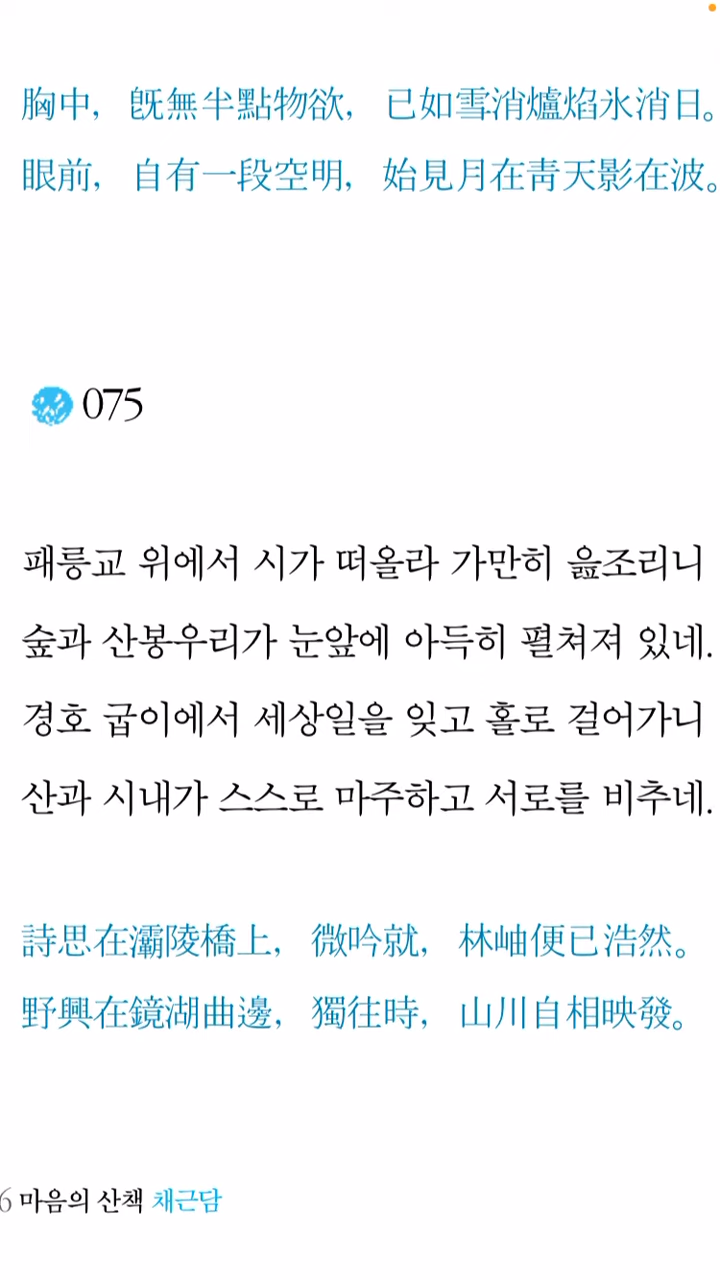 胸中, 旣無半點物欲, 已如雪消爐焰氷消日。
眼前, 自有一段空明, 始見月在靑天影在波。
075
패릉교 위에서 시가 떠올라 가만히 읊조리니
숲과 산봉우리가 눈앞에 아득히 펼쳐져 있네.
경호 굽이에서 세상일을 잊고 홀로 걸어가니
산과 시내가 스스로 마주하고 서로를 비추네.
詩思在灞陵橋上, 微吟就, 林岫便已浩然。
野興在鏡湖曲邊, 獨往時, 山川自相映發。
6 마음의 산책 채근담